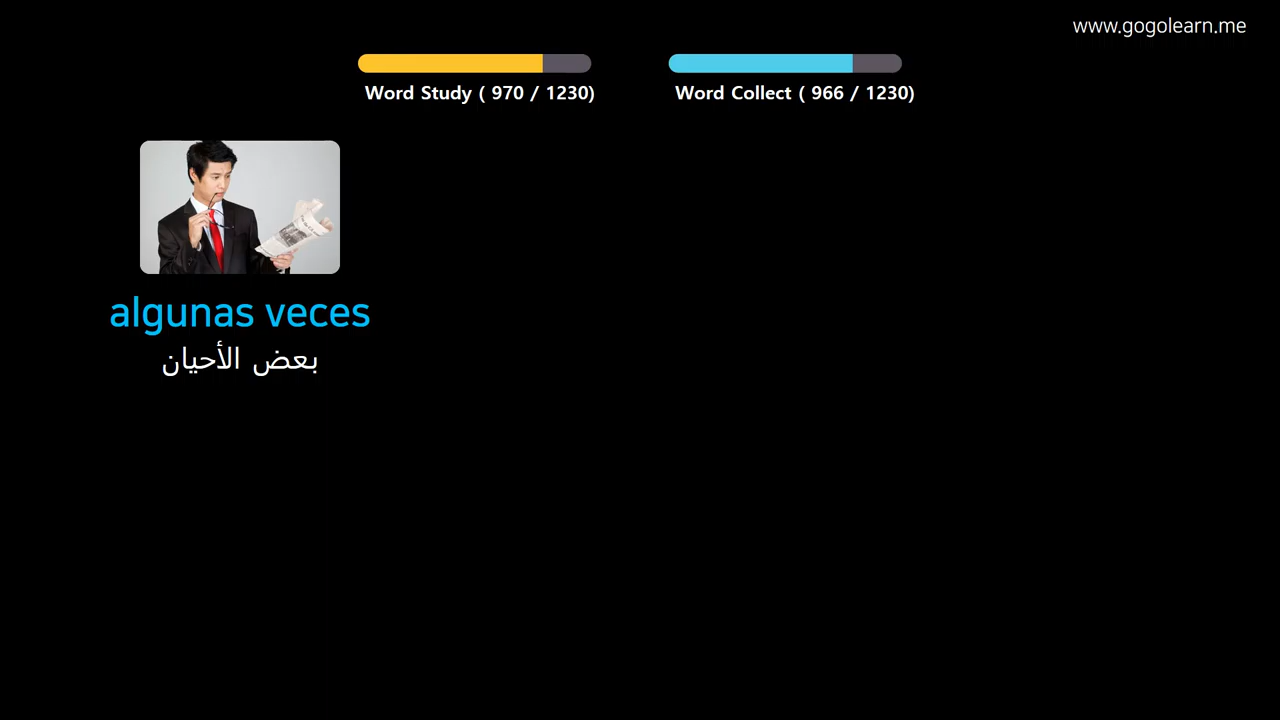 www.gogolearn.me
Word Study ( 970 / 1230)
Word Collect ( 966 / 1230)
algunas veces
بعض الأحيان